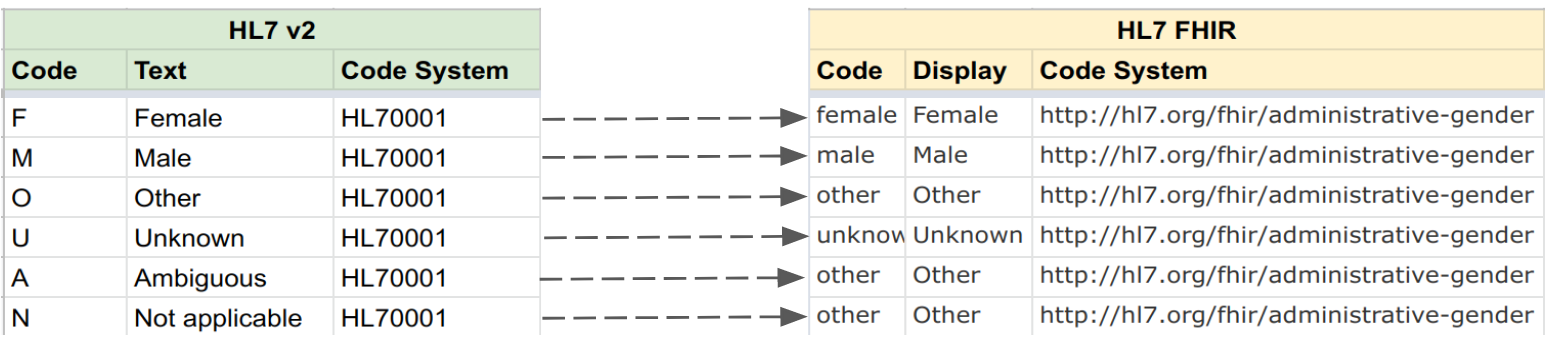 HL7 v2 HL7 FHIR
Code Text Code System Code Display Code System
F Female HL70001 female Female http://hl7.org/fhir/administrative-gender
M Male HL70001 male Male http://hl7.org/fhir/administrative-gender
O Other HL70001 other Other http://hl7.org/fhir/administrative-gender
U Unknown HL70001 unknow Unknown http://hl7.org/fhir/administrative-gender
A Ambiguous HL70001 other Other http://hl7.org/fhir/administrative-gender
N Not applicable HL70001 other Other http://hl7.org/fhir/administrative-gender